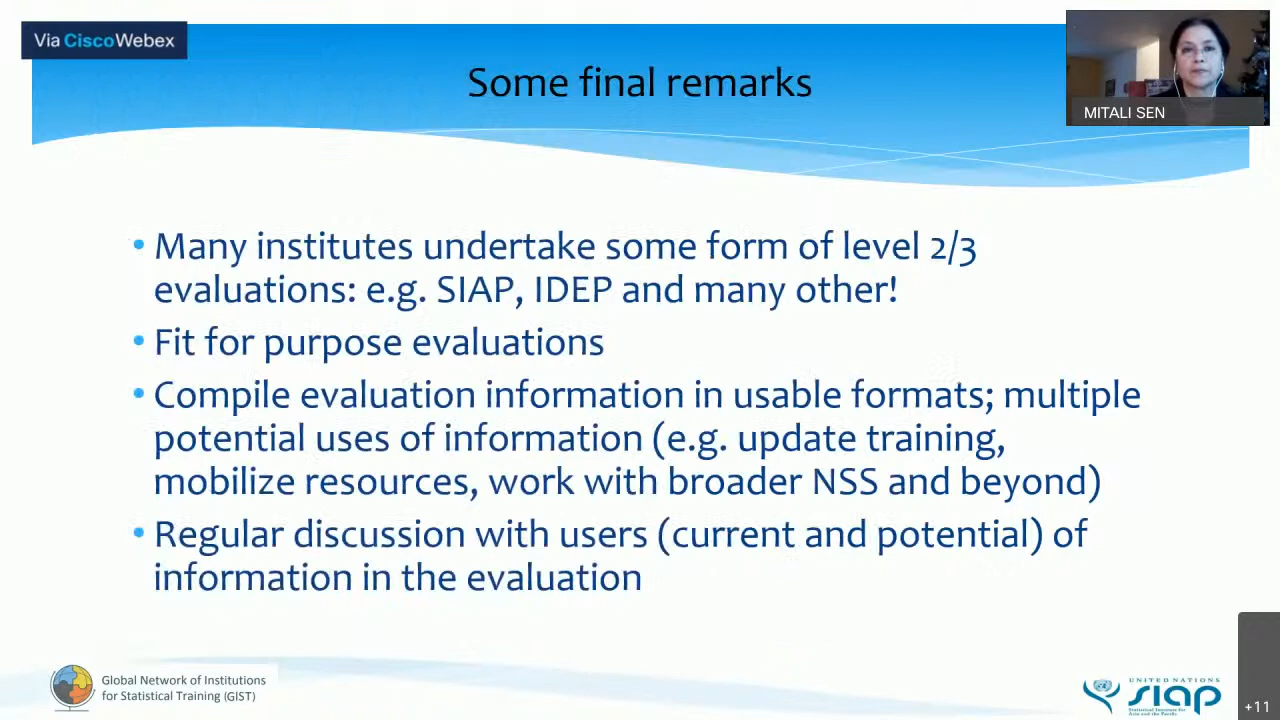 Via Cisco Webex
Some final remarks
MITALI SEN
• Many institutes undertake some form of level 2/3
evaluations: e.g. SIAP, IDEP and many other!
• Fit for purpose evaluations
• Compile evaluation information in usable formats; multiple
potential uses of information (e.g. update training,
mobilize resources, work with broader NSS and beyond)
• Regular discussion with users (current and potential) of
information in the evaluation
Global Network of Institutions
for Statistical Training (GIST)
UNITED NATIONS
SIAP
Statistical Institute for
Asia and the Pacific
+11